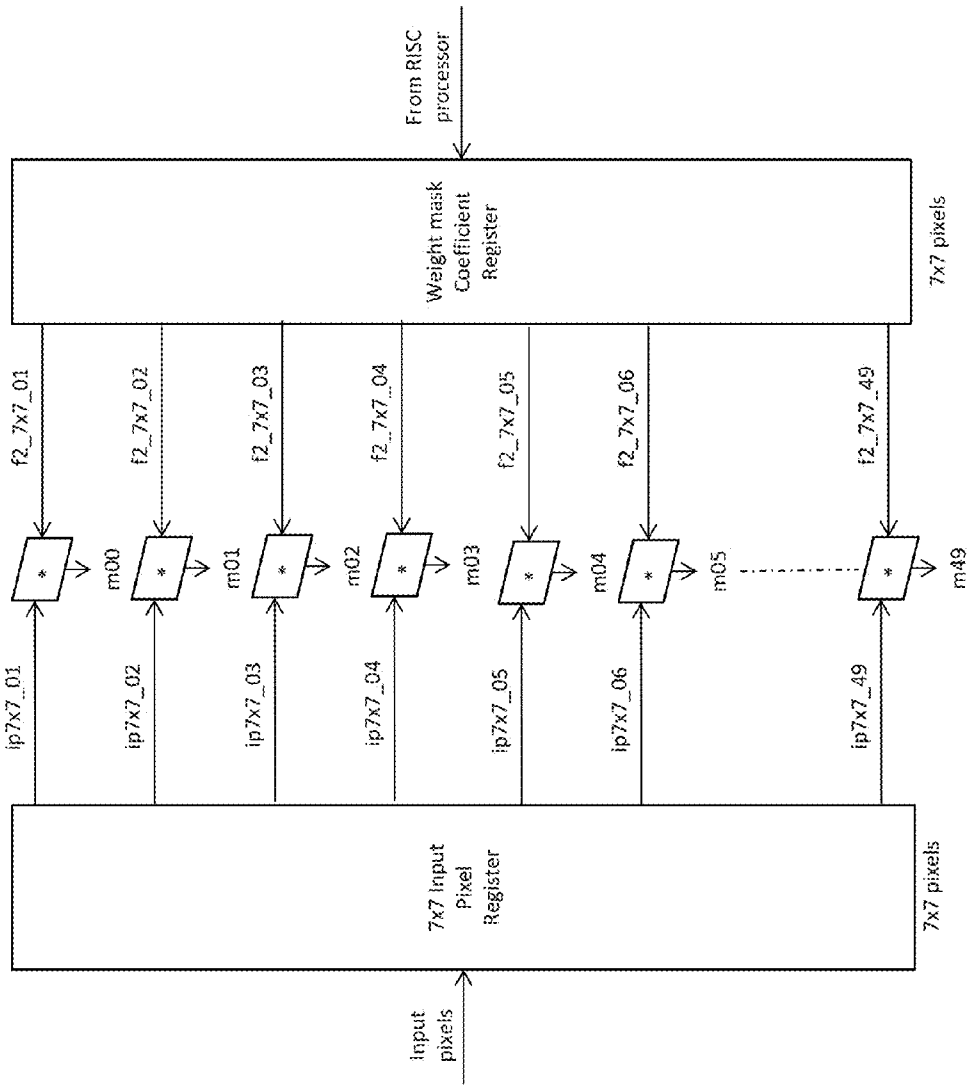 Input
pixels
7x7 Input
Pixel
Register
7x7 pixels
ip7x7_01
ip7x7_02
ip7x7_03
ip7x7_04
ip7x7_05
ip7x7_06
ip7x7_49
*
m00
*
m01
*
m02
*
m03
*
m04
*
m05
*
m49
f2_7x7_01
f2_7x7_02
f2_7x7_03
f2_7x7_04
f2_7x7_05
f2_7x7_06
f2_7x7_49
Weight mask
Coefficient
Register
7x7 pixels
From RISC
processor